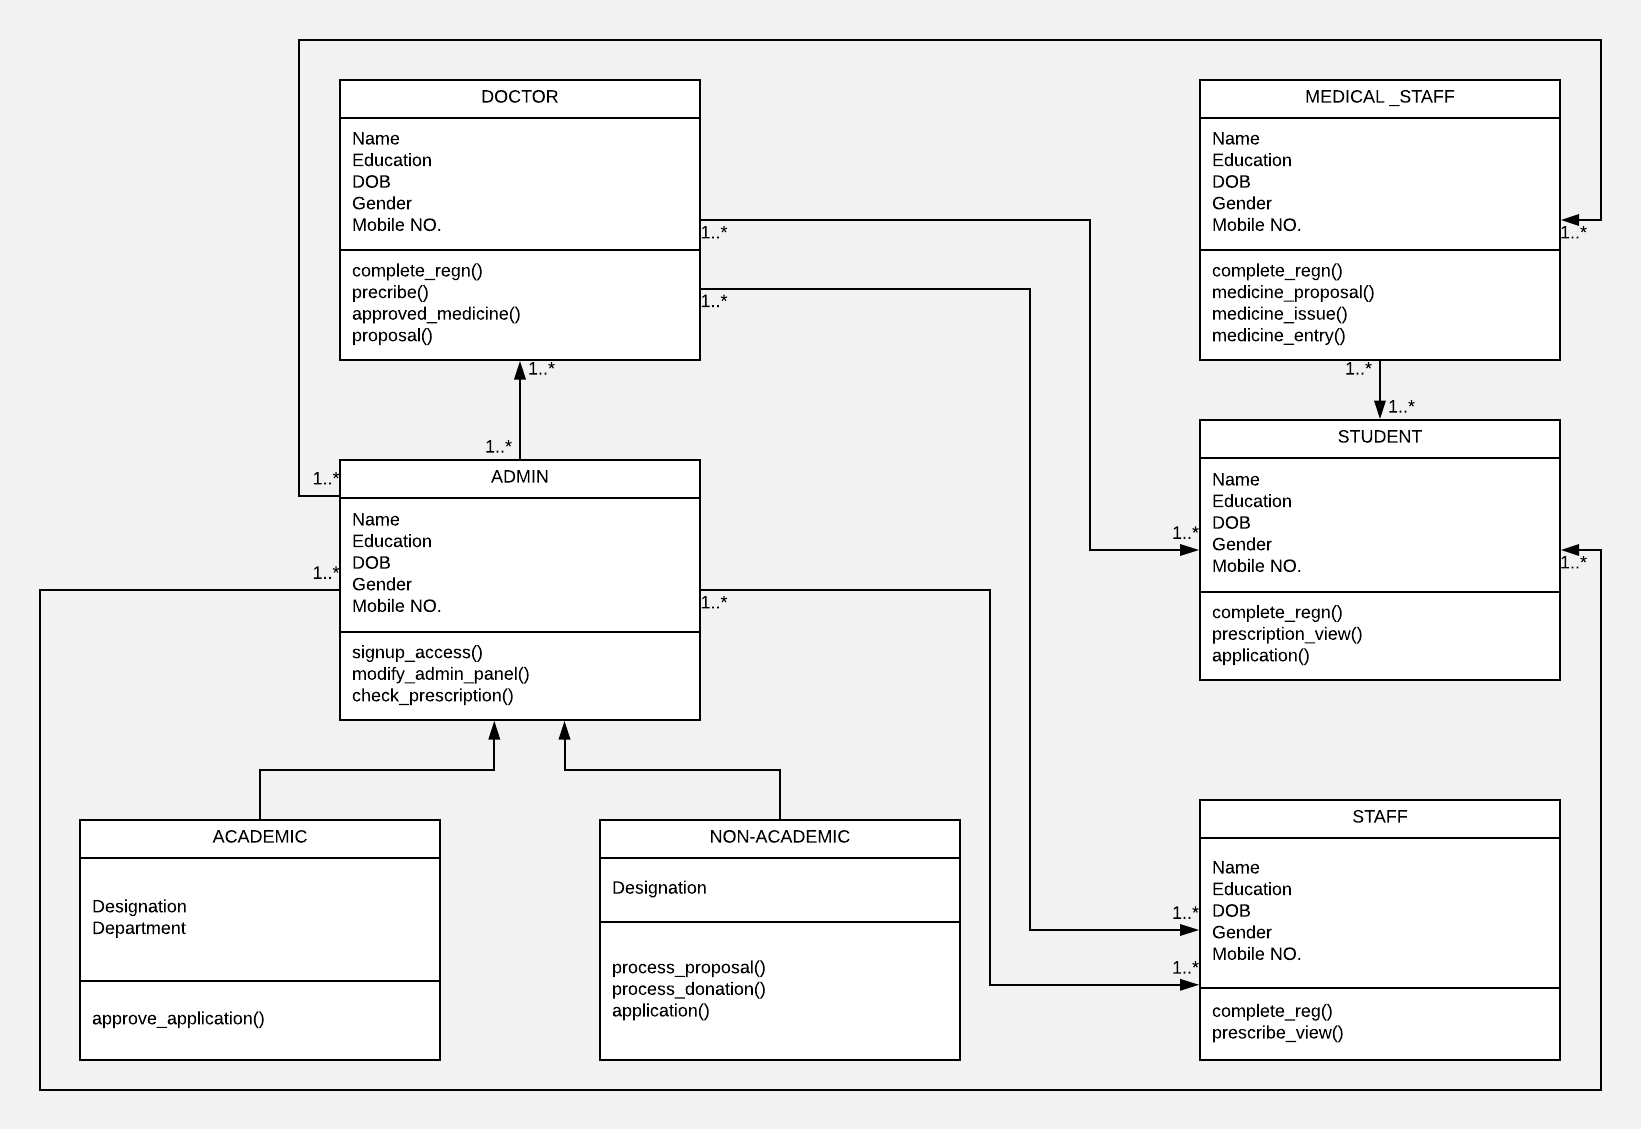 DOCTOR
Name
Education
DOB
Gender
Mobile NO.
complete_regn()
precribe()
approved_medicine()
proposal()
1..*
1..*
1..*
1..*
MEDICAL _STAFF
Name
Education
DOB
Gender
Mobile NO.
complete_regn()
medicine_proposal()
medicine_issue()
medicine_entry()
1..*
1..*
1..*
ADMIN
Name
Education
DOB
Gender
Mobile NO.
signup_access()
modify_admin_panel()
check_prescription()
1..*
1..*
1..*
STUDENT
Name
Education
DOB
Gender
Mobile NO.
complete_regn()
prescription_view()
application()
1..*
1..*
ACADEMIC
Designation
Department
approve_application()
NON-ACADEMIC
Designation
process_proposal()
process_donation()
application()
STAFF
Name
Education
DOB
Gender
Mobile NO.
complete_reg()
prescribe_view()
1..*
1..*